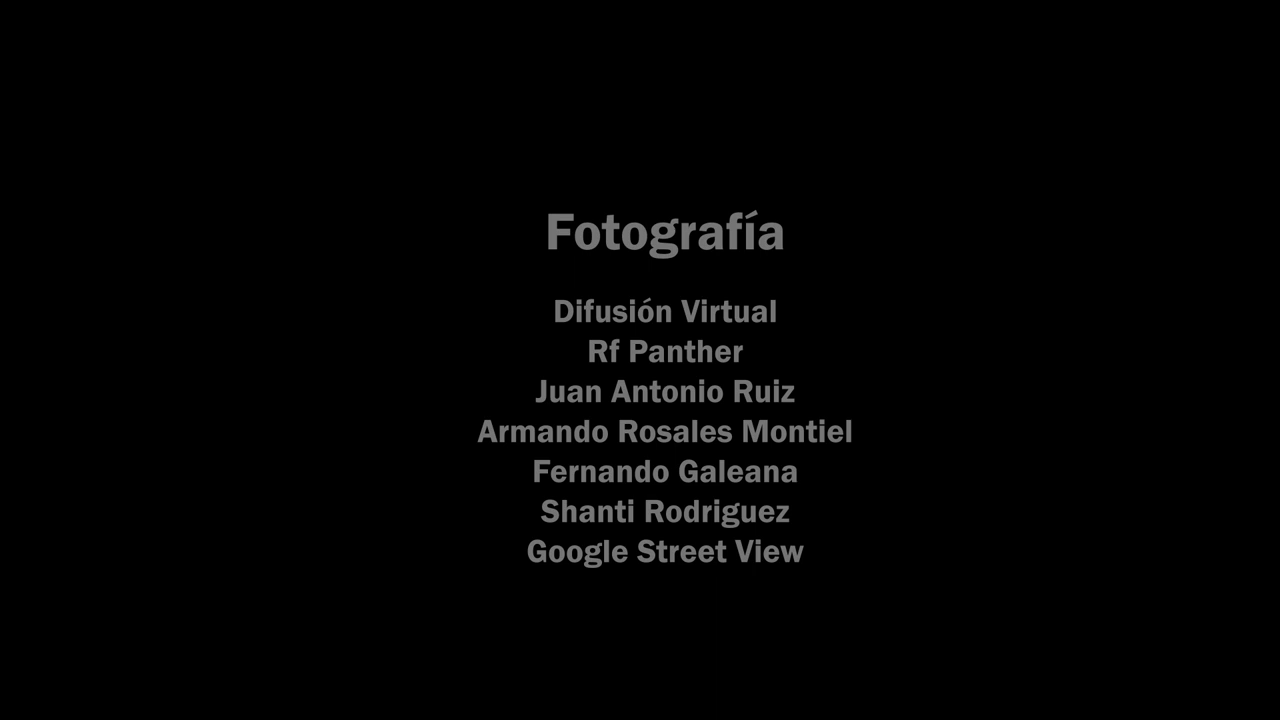 Fotografía
Difusión Virtual
Rf Panther
Juan Antonio Ruiz
Armando Rosales Montiel
Fernando Galeana
Shanti Rodriguez
Google Street View